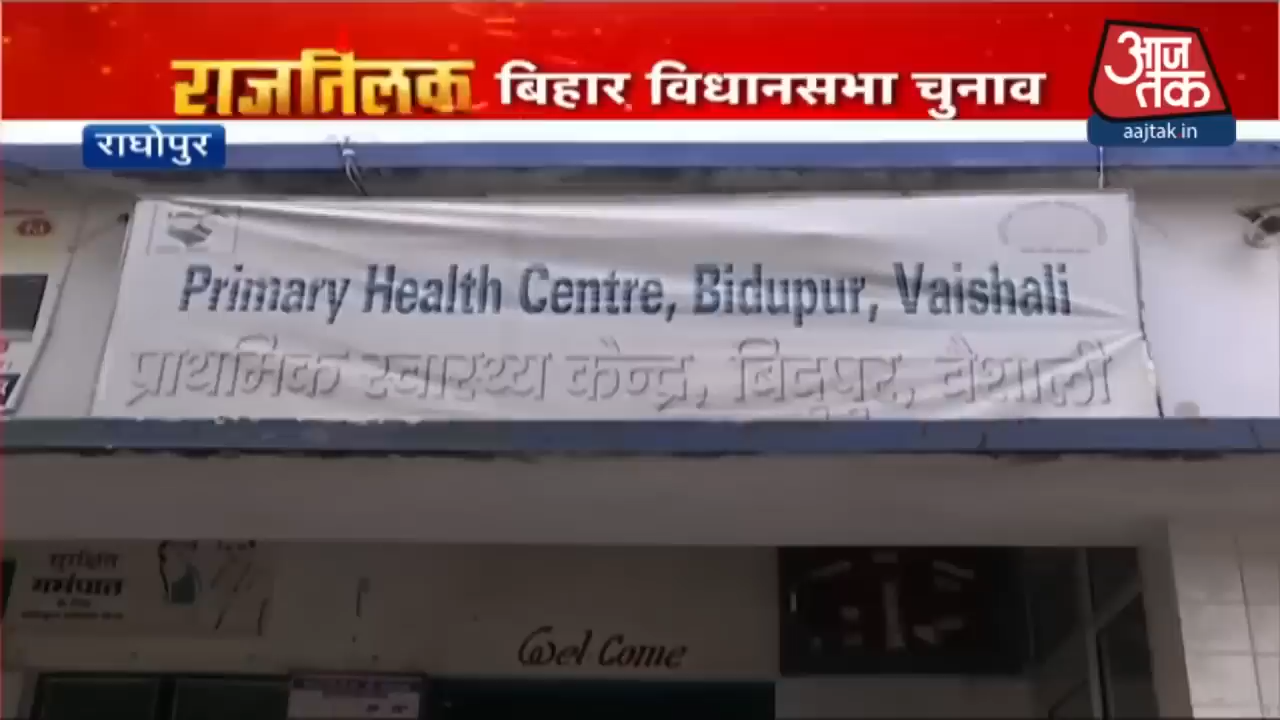 राजतिलक बिहार विधानसभा चुनाव
आज तक
aajtak.in
राघोपुर
Primary Health Centre, Bidupur, Vaishali
प्राथमिक स्वास्थ्य केन्द्र, बिदुपुर, वैशाली
सुरक्षित
गर्भपात
Wel Come